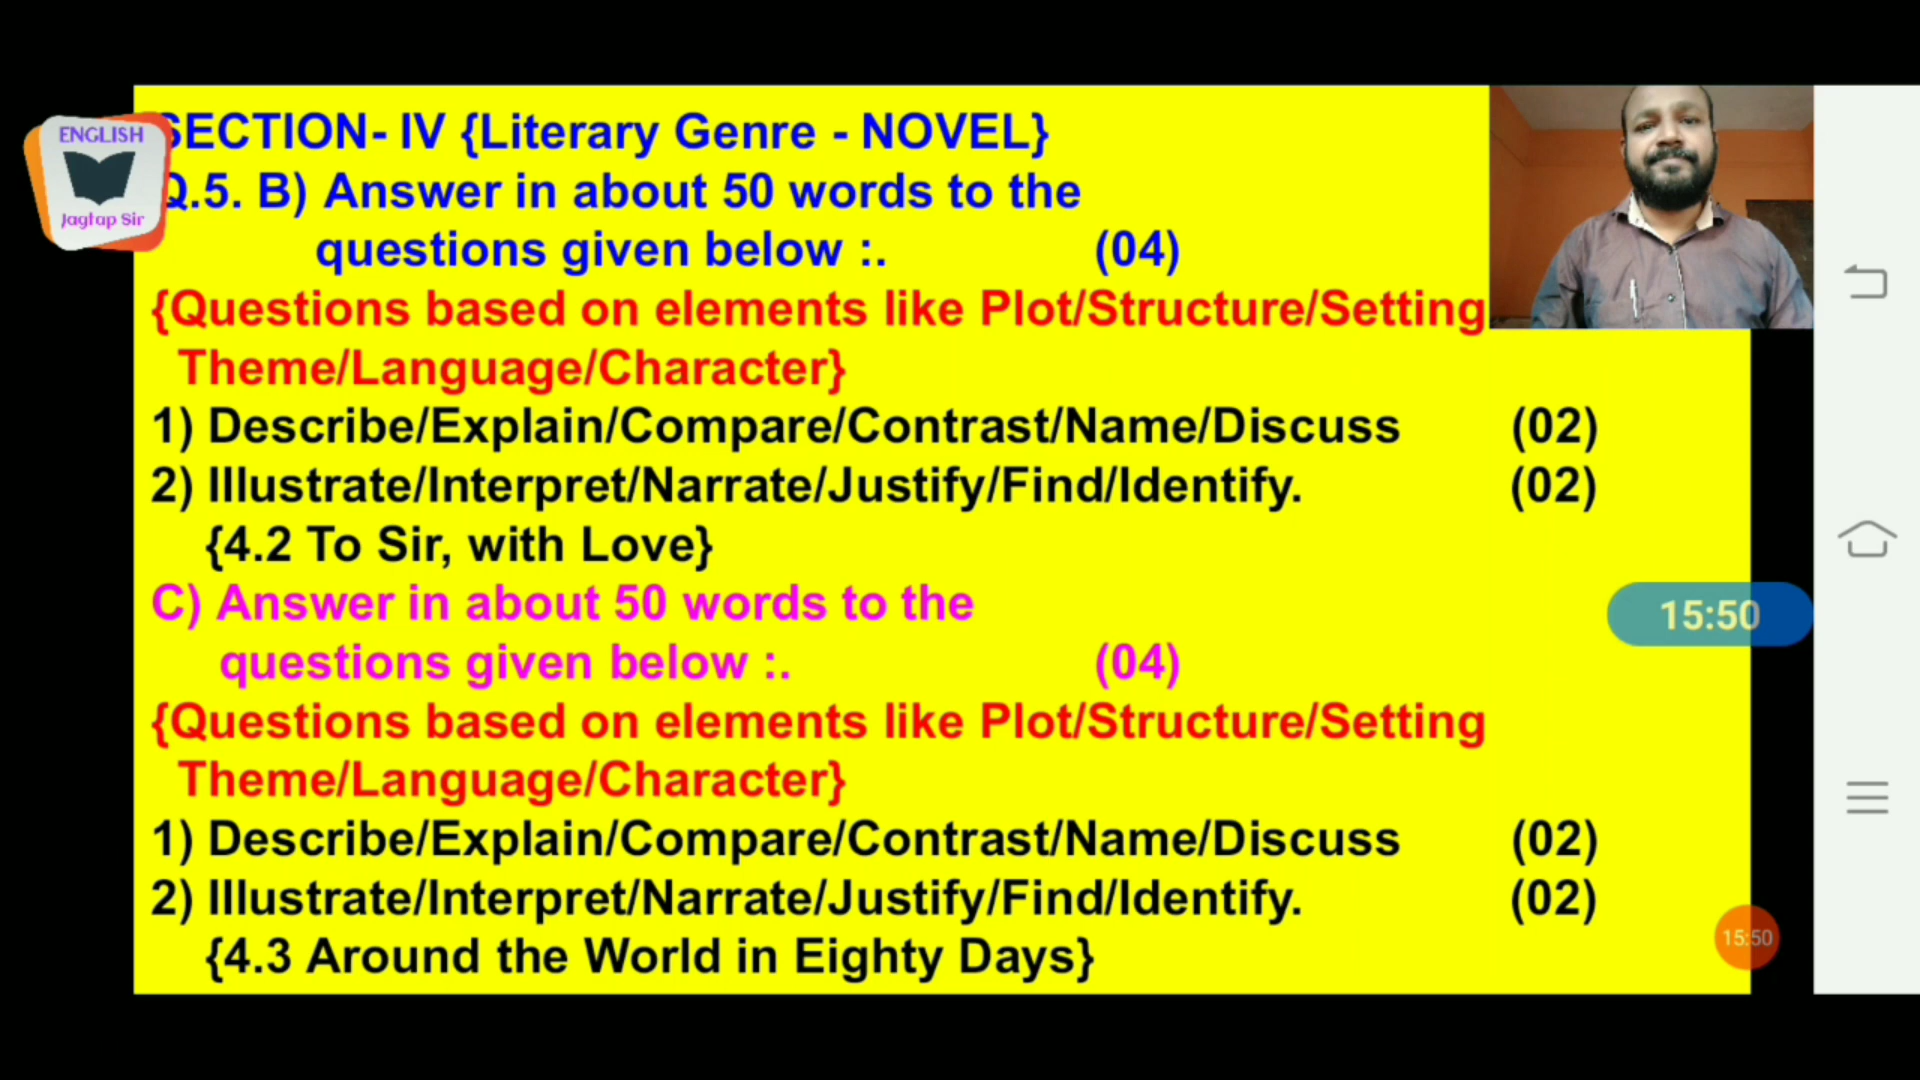 ENGLISH
Jagtap Sir
SECTION- IV {Literary Genre - NOVEL}
Q.5. B) Answer in about 50 words to the
questions given below :. (04)
{Questions based on elements like Plot/Structure/Setting
Theme/Language/Character}
1) Describe/Explain/Compare/Contrast/Name/Discuss (02)
2) Illustrate/Interpret/Narrate/Justify/Find/Identify. (02)
{4.2 To Sir, with Love}
C) Answer in about 50 words to the
15:50
questions given below :. (04)
{Questions based on elements like Plot/Structure/Setting
Theme/Language/Character}
1) Describe/Explain/Compare/Contrast/Name/Discuss (02)
2) Illustrate/Interpret/Narrate/Justify/Find/Identify. (02)
15:50
{4.3 Around the World in Eighty Days}